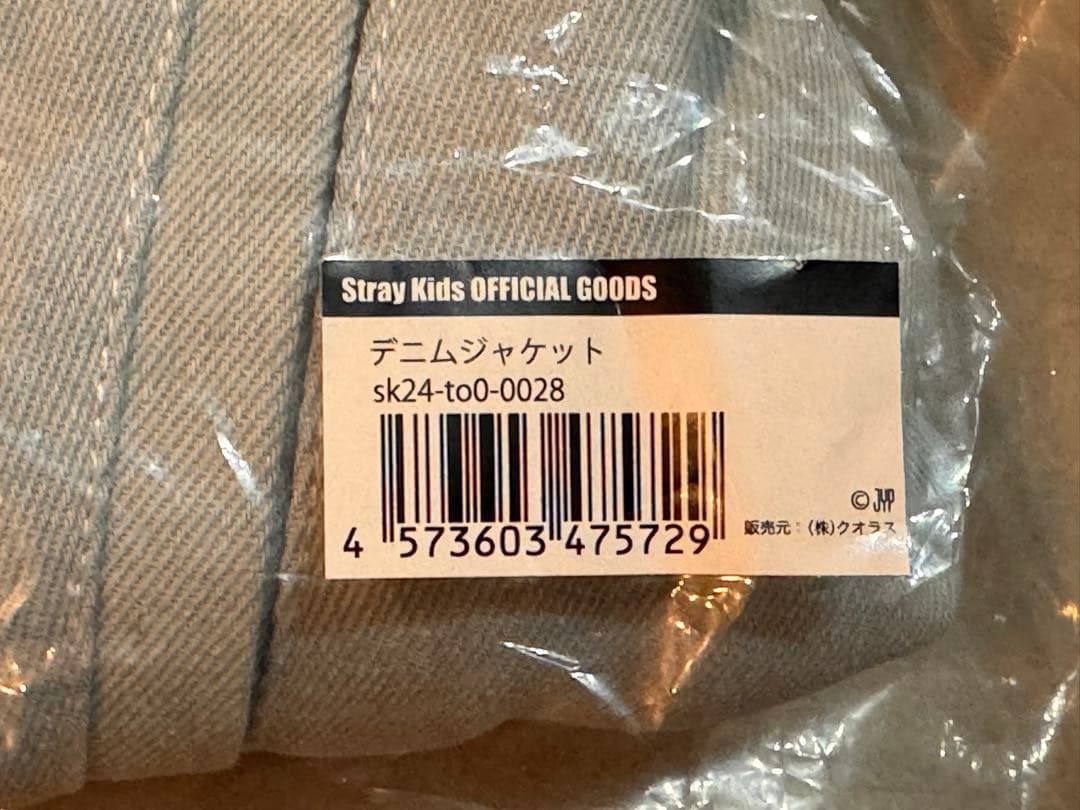 Stray Kids OFFICIAL GOODS
デニムジャケット
sk24-to0-0028
4 573603 475729
© JYP
販売元：(株)クオラス